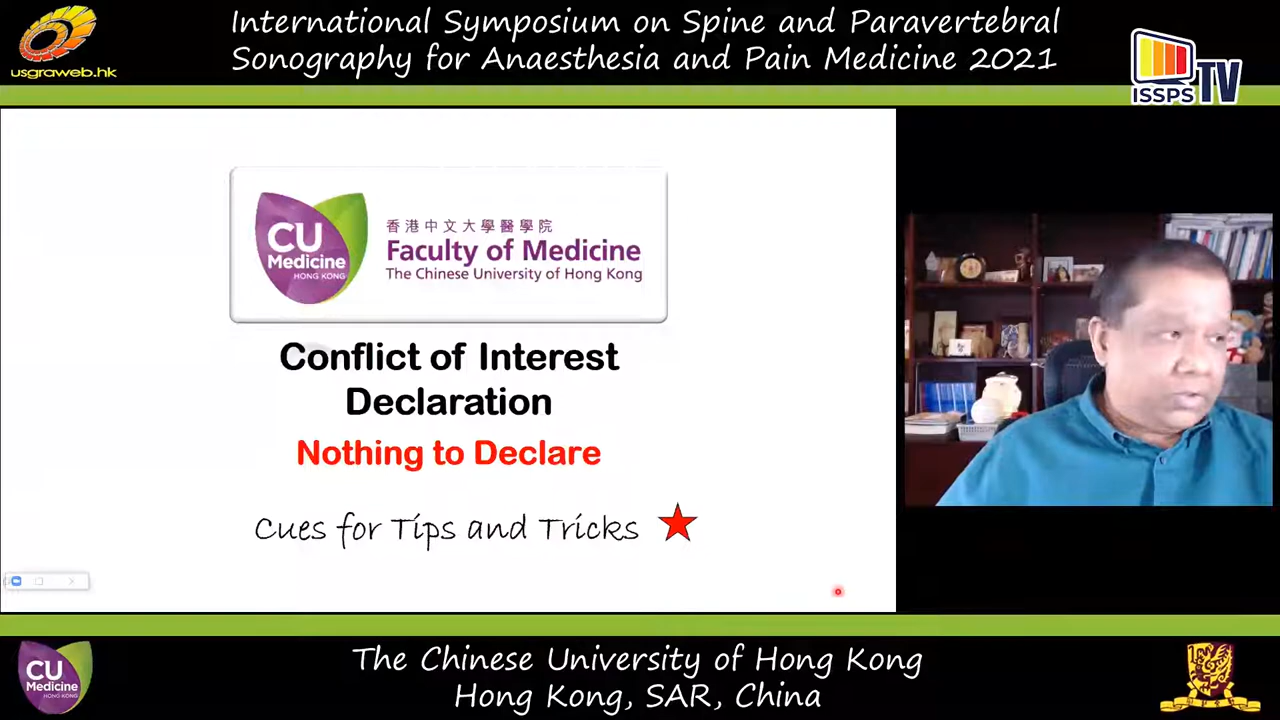 International Symposium on Spine and Paravertebral
Sonography for Anaesthesia and Pain Medicine 2021
usgraweb.hk
ISSPS TV
CU
Medicine
HONG KONG
香港中文大學醫學院
Faculty of Medicine
The Chinese University of Hong Kong
Conflict of Interest
Declaration
Nothing to Declare
Cues for Tips and Tricks
CU
Medicine
HONG KONG
The Chinese University of Hong Kong
Hong Kong, SAR, China